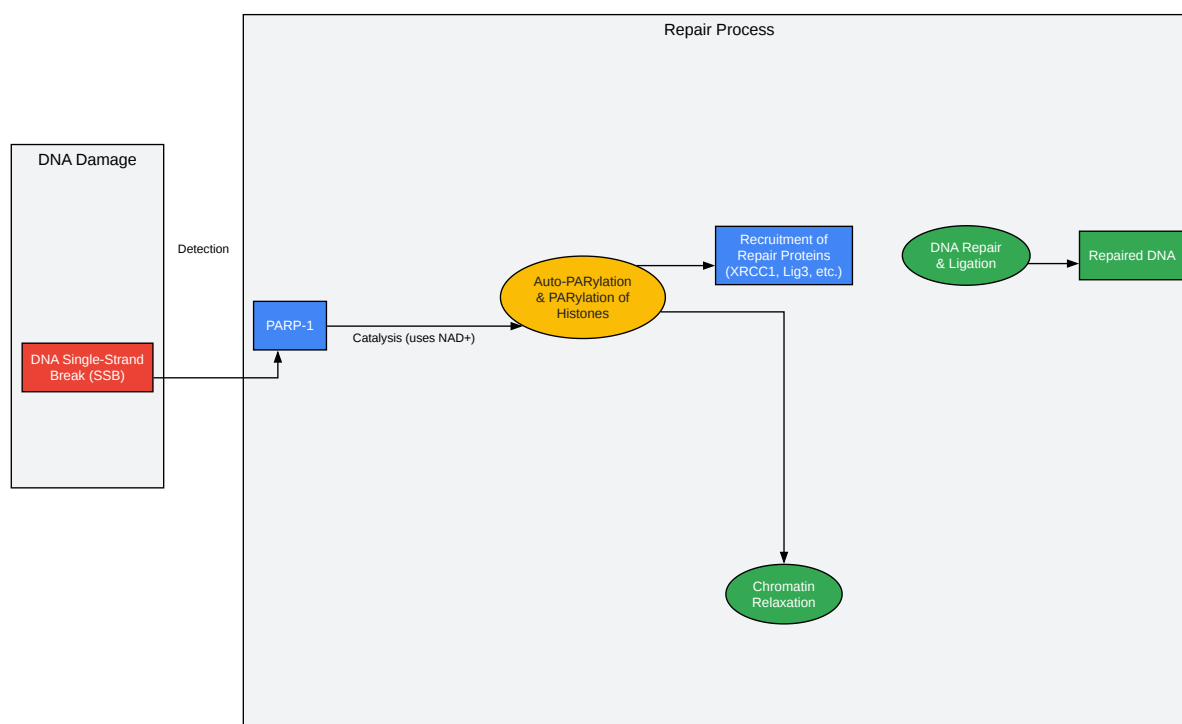 Repair Process
DNA Damage
Detection
DNA Single-Strand
Break (SSB)
PARP-1
Catalysis (uses NAD+)
Auto-PARylation
& PARylation of
Histones
Recruitment of
Repair Proteins
(XRCC1, Lig3, etc.)
DNA Repair
& Ligation
Repaired DNA
Chromatin
Relaxation